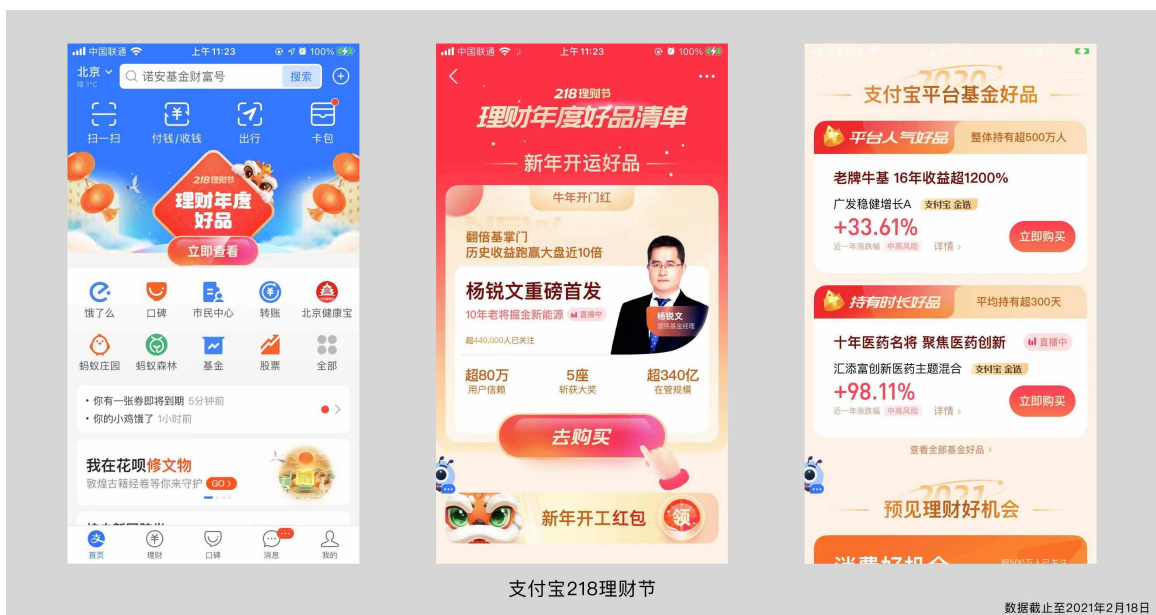 中国联通
上午11:23
100%
北京
晴 1°C
诺安基金财富号
搜索
扫一扫
付钱/收钱
出行
卡包
218理财节
理财年度
好品
立即查看
饿了么
口碑
市民中心
转账
北京健康宝
蚂蚁庄园
蚂蚁森林
基金
股票
全部
·你有一张券即将到期 5分钟前
·你的小鸡饿了 1小时前
我在花呗修文物
敦煌古籍经卷等你来守护 GO>
首页
理财
口碑
消息
我的
中国联通
上午11:23
100%
218理财节
理财年度好品清单
新年开运好品
牛年开门红
翻倍基掌门
历史收益跑赢大盘近10倍
杨锐文重磅首发
10年老将掘金新能源 直播中
超440,000人已关注
杨锐文
国民基金经理
超80万
5座
超340亿
用户信赖
斩获大奖
在管规模
去购买
新年开工红包
领
2020
支付宝平台基金好品
平台人气好品
整体持有超500万人
老牌牛基 16年收益超1200%
广发稳健增长A 支付宝 金选
+33.61%
近一年涨跌幅 中高风险 详情>
立即购买
持有时长好品
平均持有超300天
十年医药名将 聚焦医药创新
直播中
汇添富创新医药主题混合 支付宝 金选
+98.11%
近一年涨跌幅 中高风险 详情>
立即购买
查看全部基金好品>
2021
预见理财好机会
消费好机会
支付宝218理财节
数据截止至2021年2月18日